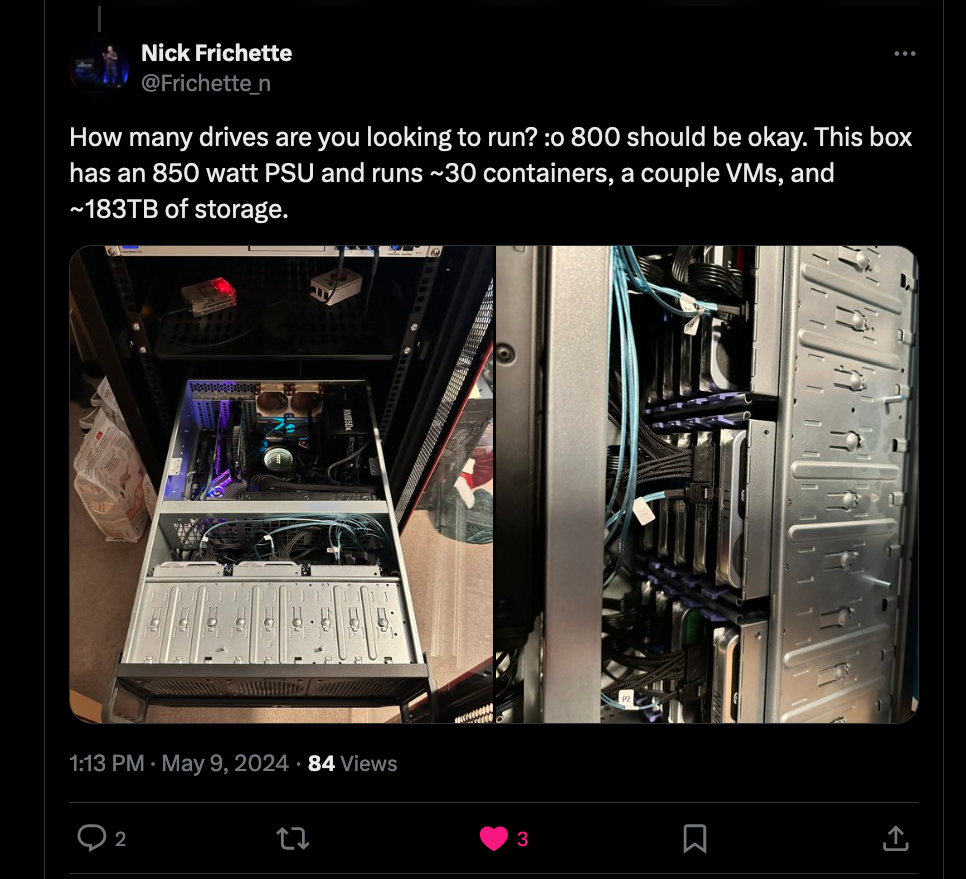 Nick Frichette
@Frichette_n
How many drives are you looking to run? :o 800 should be okay. This box
has an 850 watt PSU and runs ~30 containers, a couple VMs, and
~183TB of storage.
RM850x
P2
1:13 PM · May 9, 2024 · 84 Views
2
3